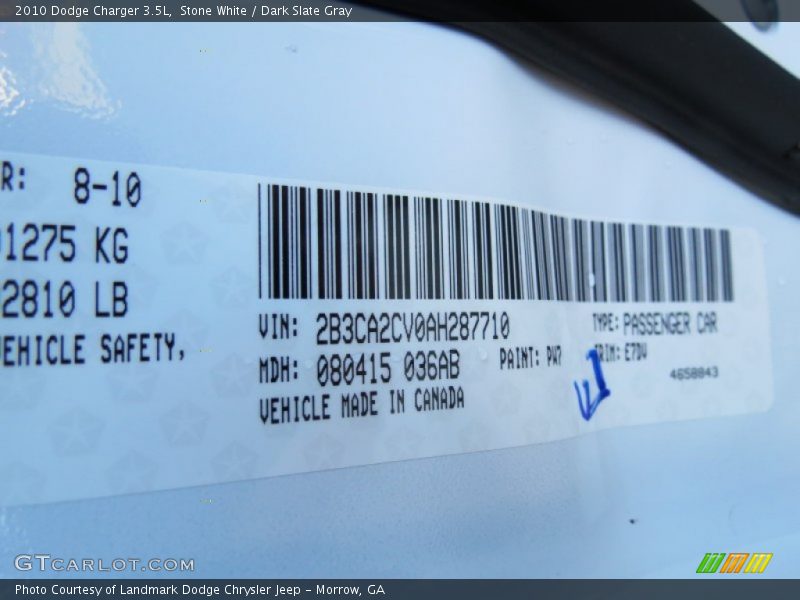 2010 Dodge Charger 3.5L,  Stone White / Dark Slate Gray
R: 8-10
1275 KG
2810 LB
VEHICLE SAFETY,
VIN: 2B3CA2CV0AH287710
TYPE: PASSENGER CAR
MDH: 080415 036AB
PAINT: PW7
TRIM: E7DV
VEHICLE MADE IN CANADA
4658843
GTCARLOT.COM
Photo Courtesy of Landmark Dodge Chrysler Jeep – Morrow, GA